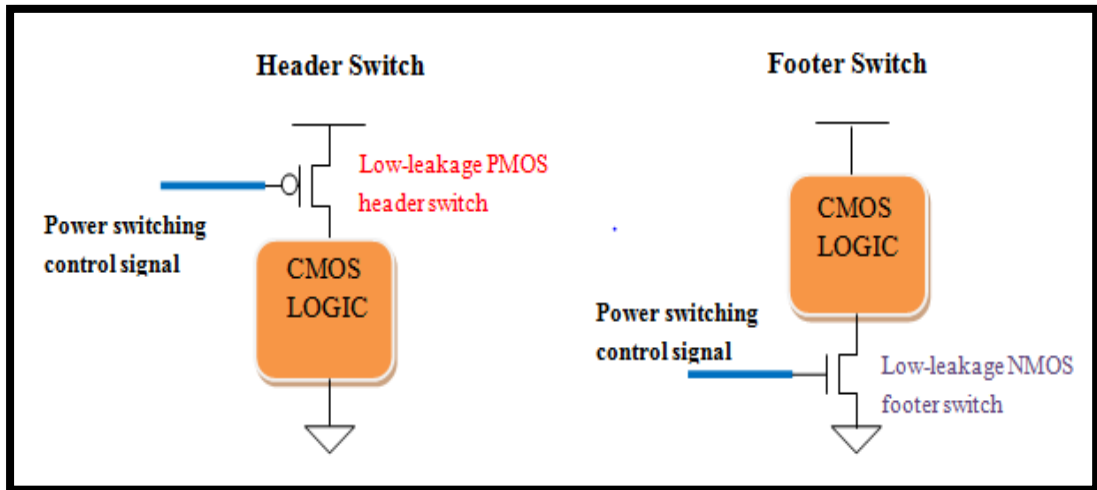 Header Switch
Low-leakage PMOS
header switch
Power switching
control signal
CMOS
LOGIC
Footer Switch
CMOS
LOGIC
Power switching
control signal
Low-leakage NMOS
footer switch